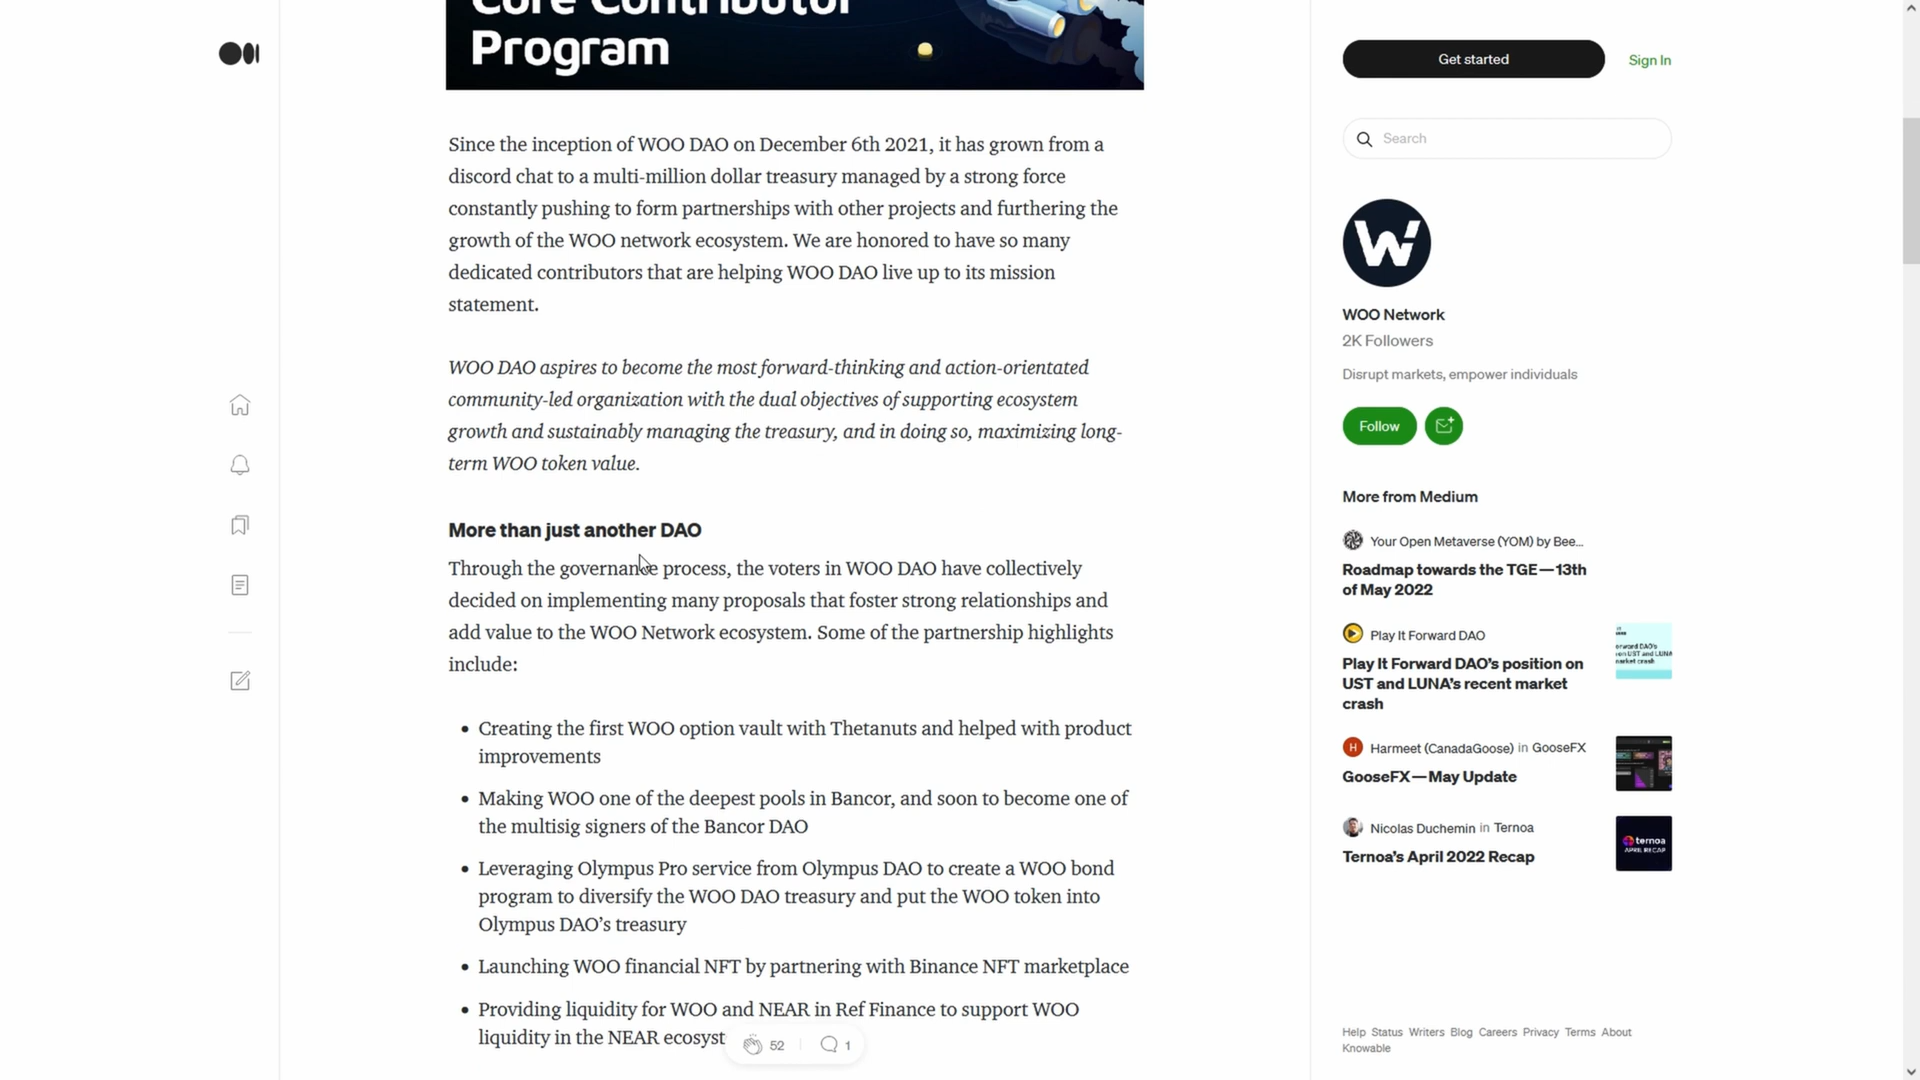 Core Contributor
Program
Since the inception of WOO DAO on December 6th 2021, it has grown from a
discord chat to a multi-million dollar treasury managed by a strong force
constantly pushing to form partnerships with other projects and furthering the
growth of the WOO network ecosystem. We are honored to have so many
dedicated contributors that are helping WOO DAO live up to its mission
statement.
WOO DAO aspires to become the most forward-thinking and action-orientated
community-led organization with the dual objectives of supporting ecosystem
growth and sustainably managing the treasury, and in doing so, maximizing long-
term WOO token value.
More than just another DAO
Through the governance process, the voters in WOO DAO have collectively
decided on implementing many proposals that foster strong relationships and
add value to the WOO Network ecosystem. Some of the partnership highlights
include:
• Creating the first WOO option vault with Thetanuts and helped with product
improvements
• Making WOO one of the deepest pools in Bancor, and soon to become one of
the multisig signers of the Bancor DAO
• Leveraging Olympus Pro service from Olympus DAO to create a WOO bond
program to diversify the WOO DAO treasury and put the WOO token into
Olympus DAO's treasury
• Launching WOO financial NFT by partnering with Binance NFT marketplace
• Providing liquidity for WOO and NEAR in Ref Finance to support WOO
liquidity in the NEAR ecosyst
52
1
Get started
Sign In
Search
WOO Network
2K Followers
Disrupt markets, empower individuals
Follow
More from Medium
Your Open Metaverse (YOM) by Bee...
Roadmap towards the TGE — 13th
of May 2022
Play It Forward DAO
Play It Forward DAO's position on
UST and LUNA's recent market
crash
orward DAO's
on UST and LUNA
market crash
H
Harmeet (CanadaGoose) in GooseFX
GooseFX — May Update
Nicolas Duchemin in Ternoa
Ternoa's April 2022 Recap
ternoa
APRIL RECAP
Help Status Writers Blog Careers Privacy Terms About
Knowable